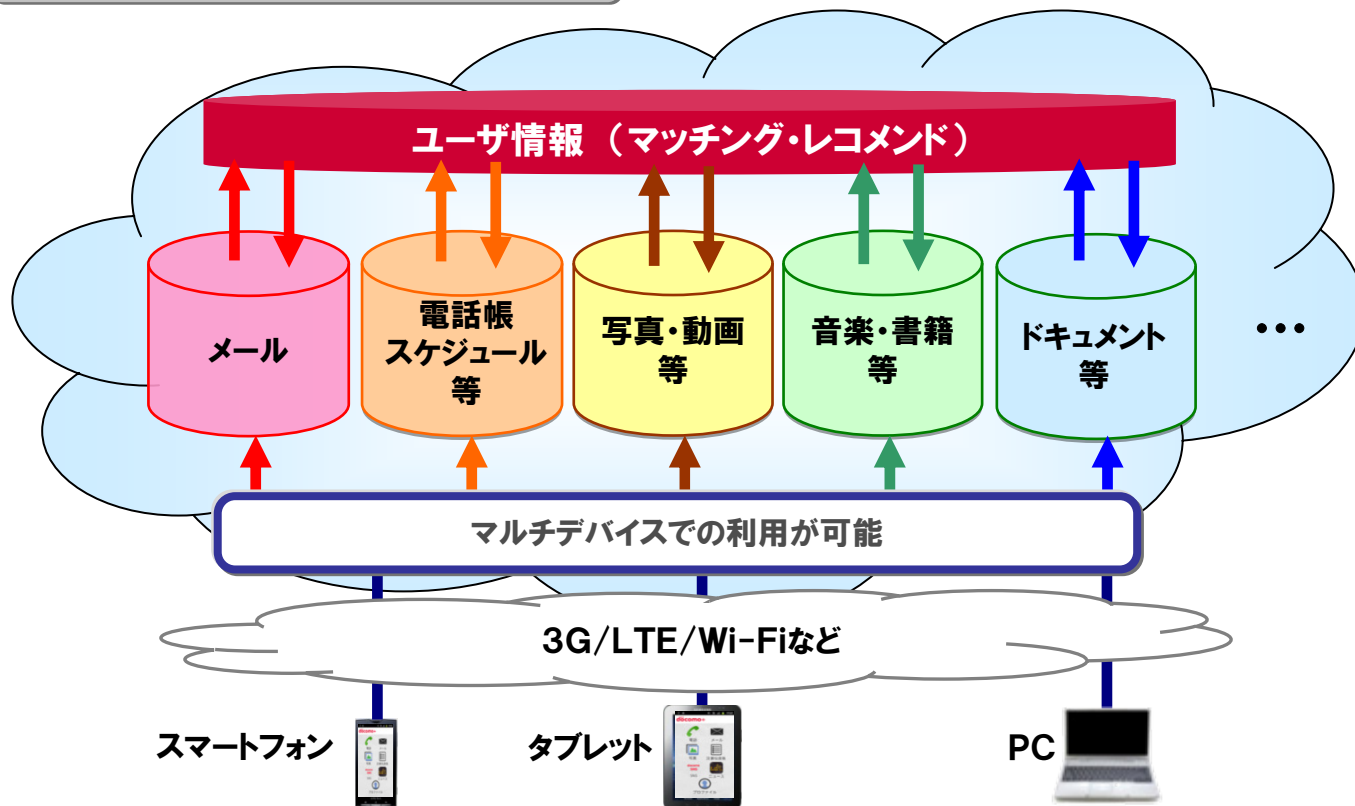 ユーザ情報 （マッチング・レコメンド）
メール
電話帳
スケジュール
等
写真・動画
等
音楽・書籍
等
ドキュメント
等
•••
マルチデバイスでの利用が可能
3G/LTE/Wi-Fiなど
スマートフォン
タブレット
PC